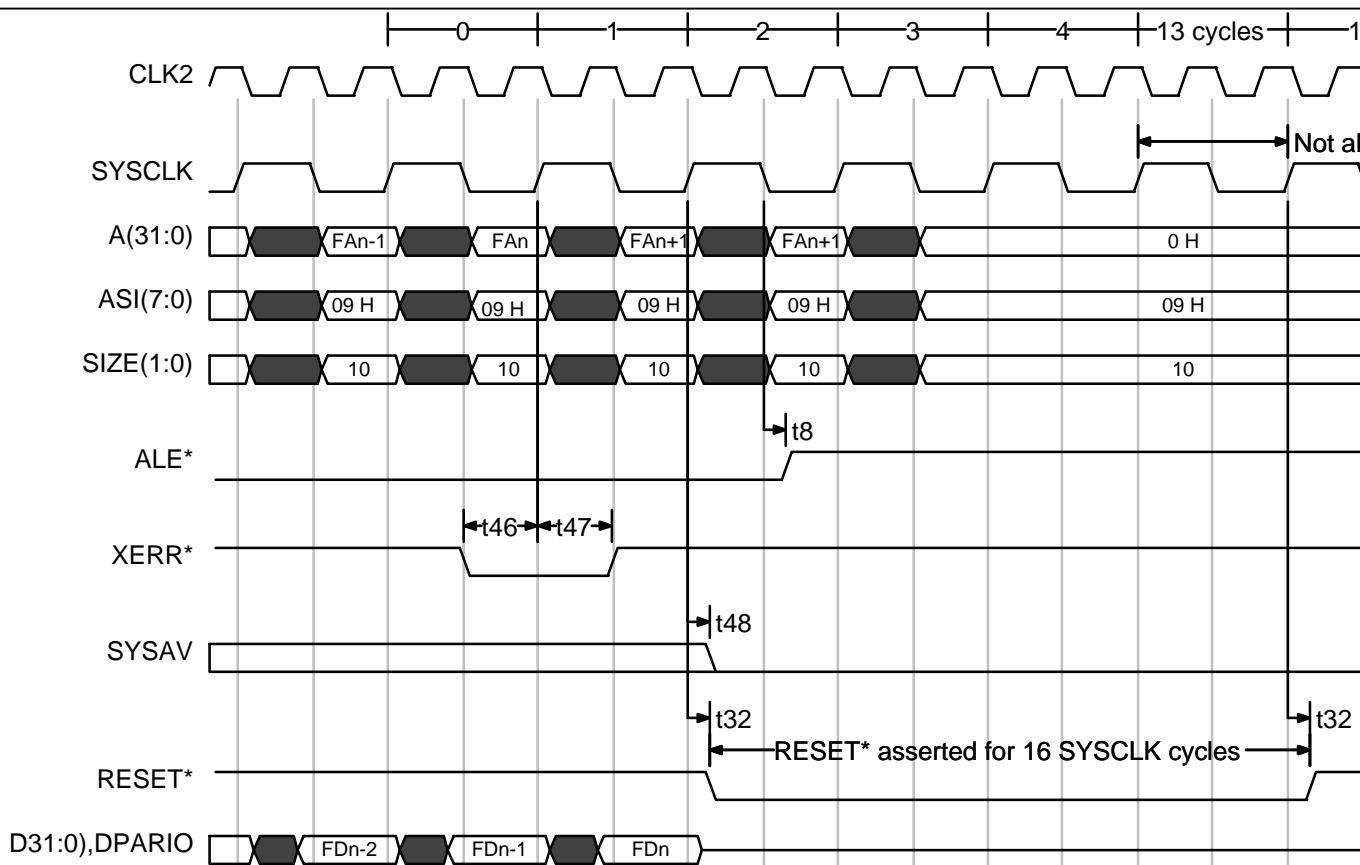 0 1 2 3 4 13 cycles 1
CLK2
Not al
SYSCLK
A(31:0) FAn-1 FAn FAn+1 FAn+1 0 H
ASI(7:0) 09 H 09 H 09 H 09 H 09 H
SIZE(1:0) 10 10 10 10 10
t8
ALE*
t46 t47
XERR*
t48
SYSAV
t32 t32
RESET* asserted for 16 SYSCLK cycles
RESET*
D31:0),DPARIO FDn-2 FDn-1 FDn